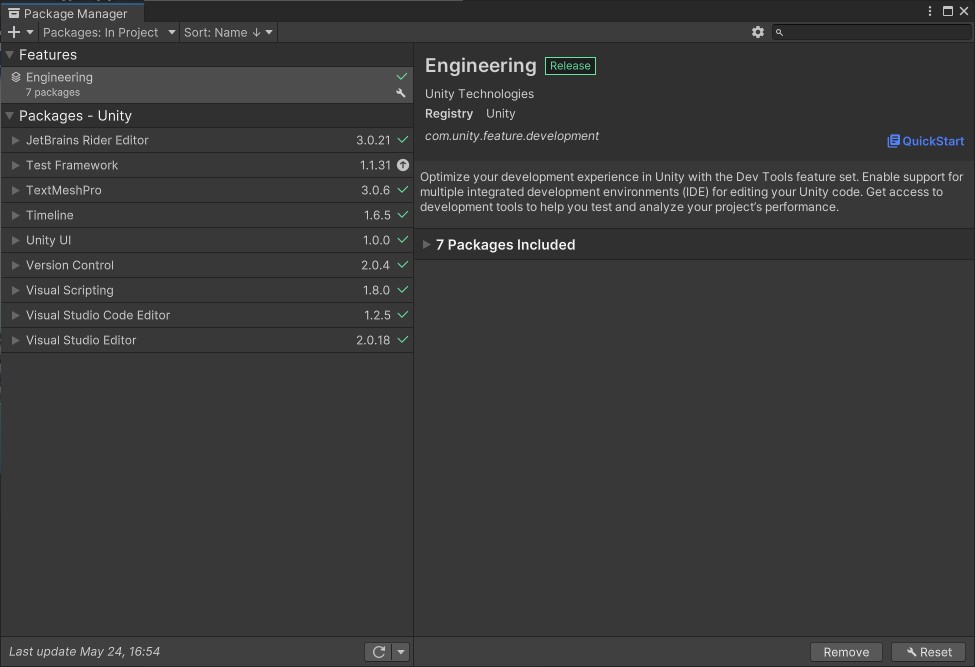 Package Manager
Packages: In Project Sort: Name ↓
Features
Engineering
7 packages
Packages - Unity
JetBrains Rider Editor 3.0.21
Test Framework 1.1.31
TextMeshPro 3.0.6
Timeline 1.6.5
Unity UI 1.0.0
Version Control 2.0.4
Visual Scripting 1.8.0
Visual Studio Code Editor 1.2.5
Visual Studio Editor 2.0.18
Last update May 24, 16:54
Engineering Release
Unity Technologies
Registry Unity
com.unity.feature.development
QuickStart
Optimize your development experience in Unity with the Dev Tools feature set. Enable support for
multiple integrated development environments (IDE) for editing your Unity code. Get access to
development tools to help you test and analyze your project’s performance.
7 Packages Included
Remove Reset